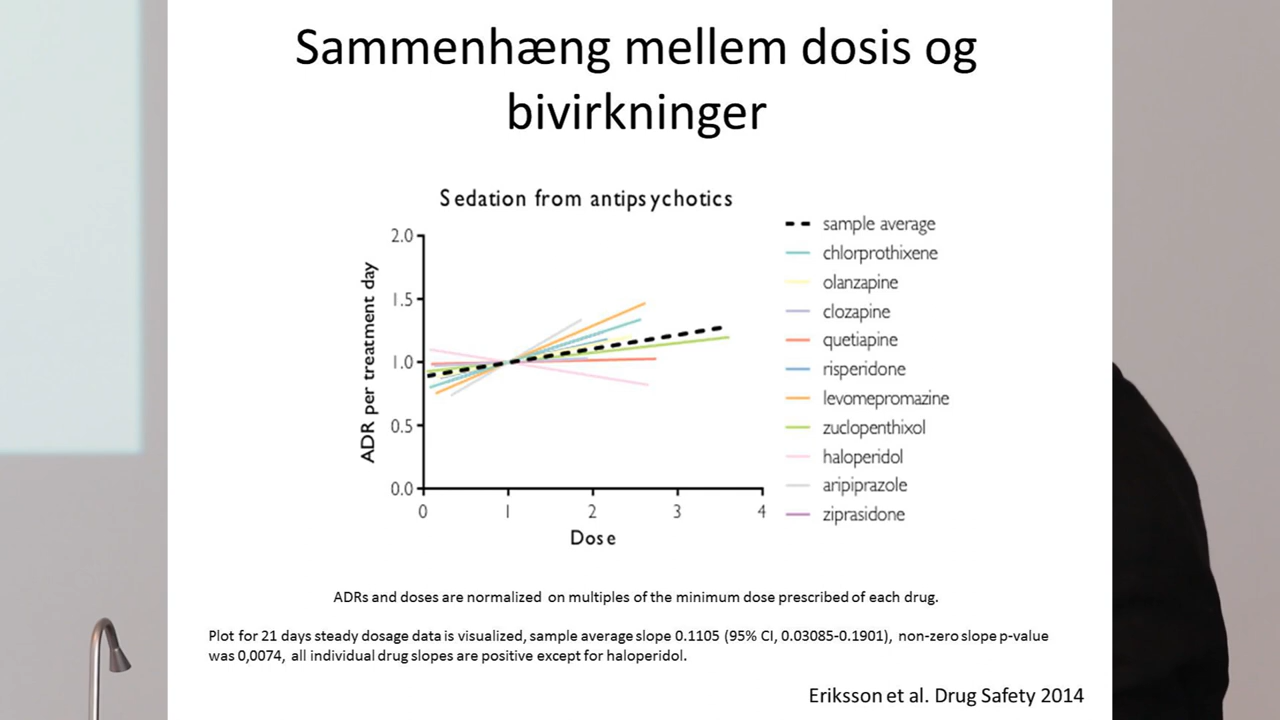 Sammenhæng mellem dosis og
bivirkninger
Sedation from antipsychotics
2.0
1.5
1.0
0.5
0.0
ADR per treatment day
0
1
2
3
4
Dose
sample average
chlorprothixene
olanzapine
clozapine
quetiapine
risperidone
levomepromazine
zuclopenthixol
haloperidol
aripiprazole
ziprasidone
ADRs and doses are normalized on multiples of the minimum dose prescribed of each drug.
Plot for 21 days steady dosage data is visualized, sample average slope 0.1105 (95% CI, 0.03085-0.1901), non-zero slope p-value
was 0,0074, all individual drug slopes are positive except for haloperidol.
Eriksson et al. Drug Safety 2014